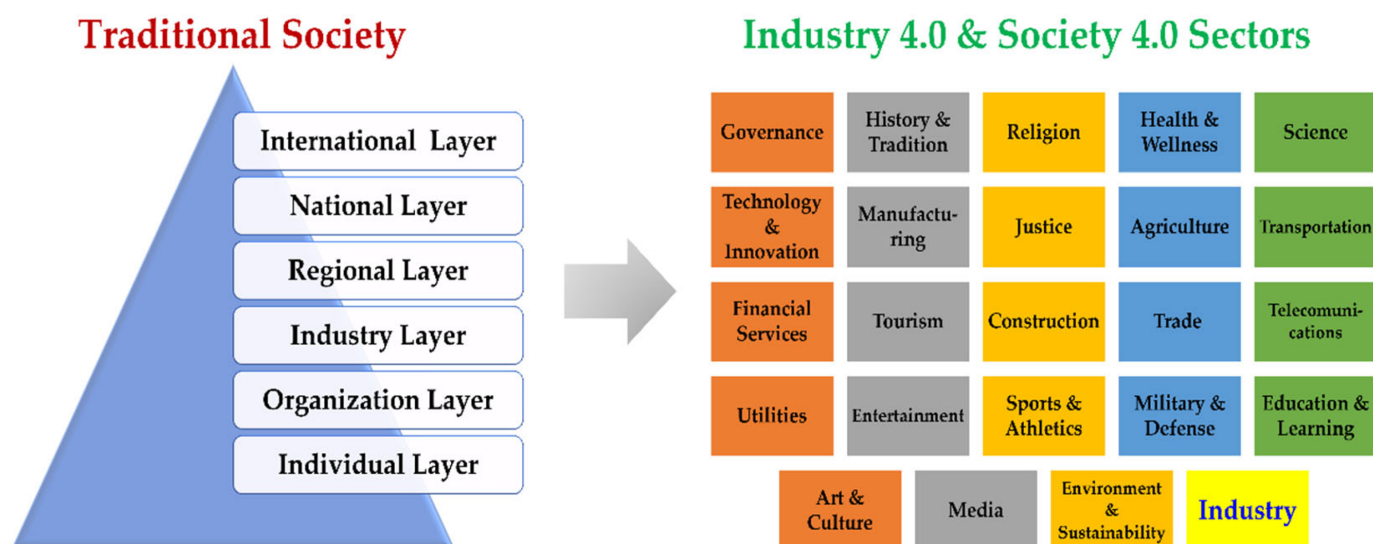 Traditional Society
International Layer
National Layer
Regional Layer
Industry Layer
Organization Layer
Individual Layer
Industry 4.0 & Society 4.0 Sectors
Governance
History &
Tradition
Religion
Health &
Wellness
Science
Technology
&
Innovation
Manufactu-
ring
Justice
Agriculture
Transportation
Financial
Services
Tourism
Construction
Trade
Telecomuni-
cations
Utilities
Entertainment
Sports &
Athletics
Military &
Defense
Education &
Learning
Art &
Culture
Media
Environment
&
Sustainability
Industry